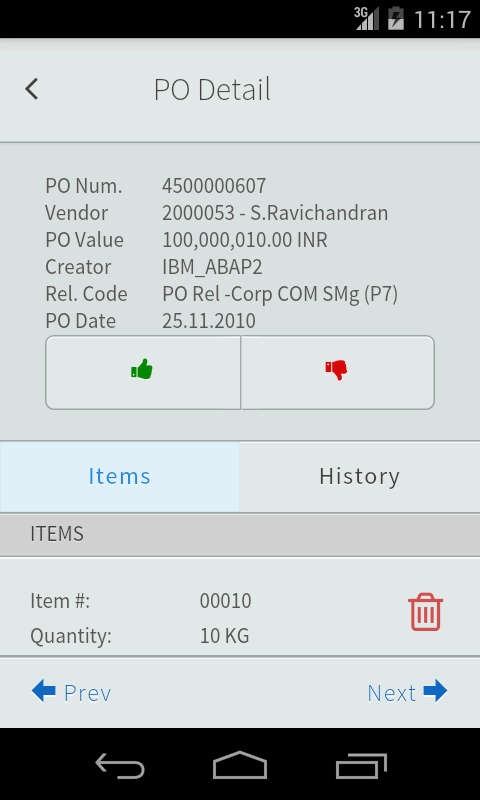 3G 11:17
PO Detail
PO Num. 4500000607
Vendor 2000053 - S.Ravichandran
PO Value 100,000,010.00 INR
Creator IBM_ABAP2
Rel. Code PO Rel -Corp COM SMg (P7)
PO Date 25.11.2010
Items History
ITEMS
Item #: 00010
Quantity: 10 KG
Prev Next